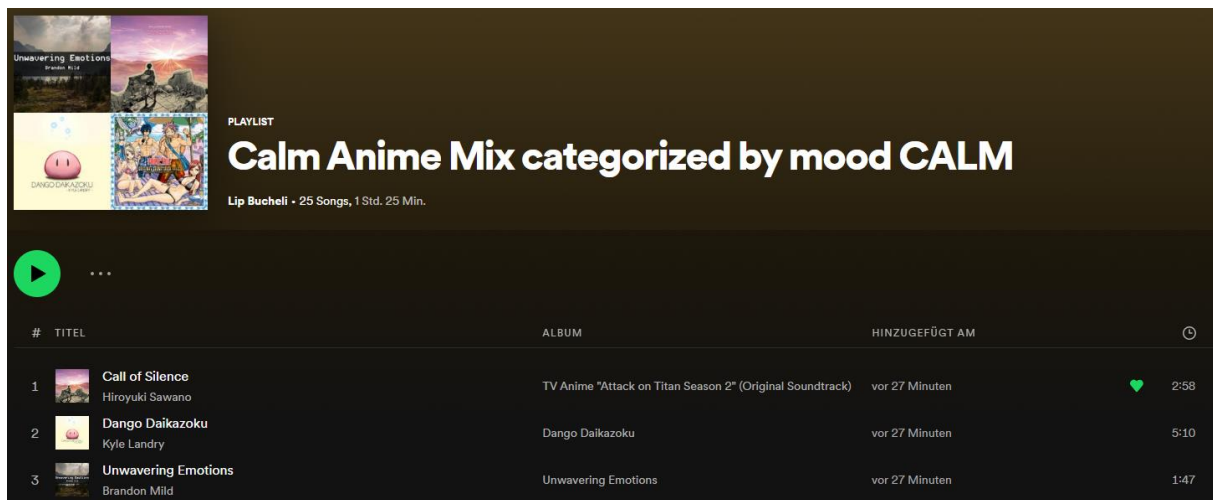 Unwavering Emotions
Brandon Mild
DANGO DAIKAZOKU
KYLE LANDRY
PLAYLIST
Calm Anime Mix categorized by mood CALM
Lip Bucheli • 25 Songs, 1 Std. 25 Min.
# TITEL ALBUM HINZUGEFÜGT AM
1 Call of Silence TV Anime "Attack on Titan Season 2" (Original Soundtrack) vor 27 Minuten 2:58
Hiroyuki Sawano
2 Dango Daikazoku Dango Daikazoku vor 27 Minuten 5:10
Kyle Landry
3 Unwavering Emotions Unwavering Emotions vor 27 Minuten 1:47
Brandon Mild